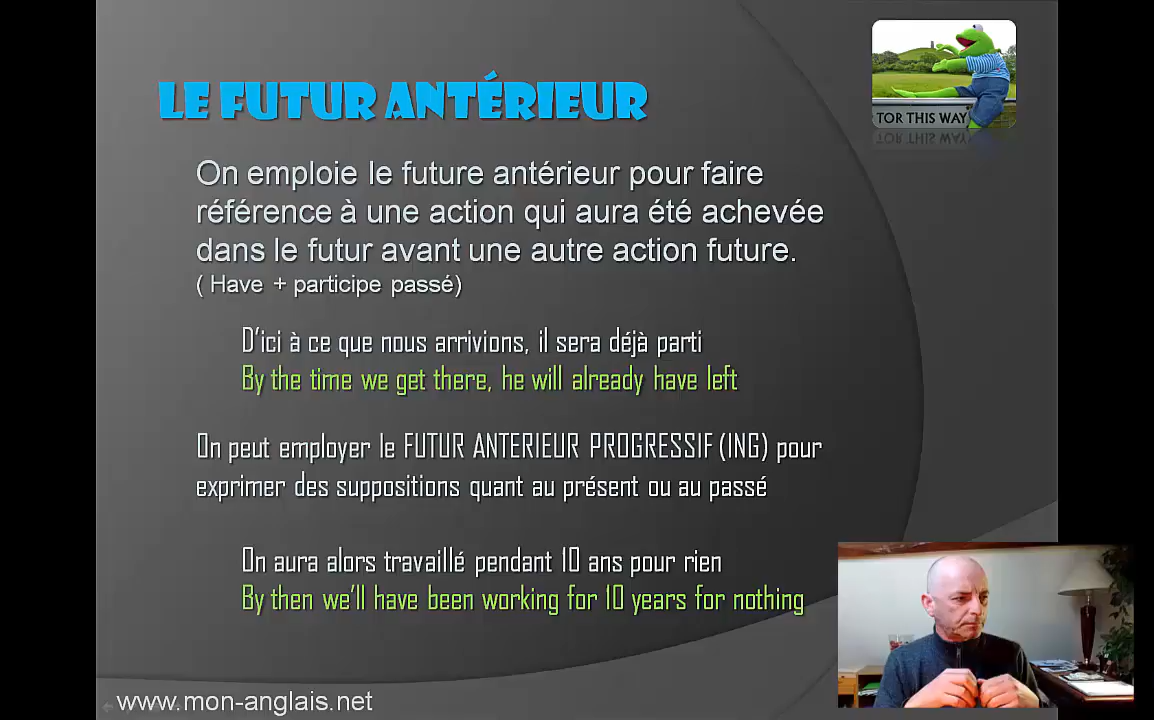 LE FUTUR ANTÉRIEUR
TOR THIS WAY
On emploie le future antérieur pour faire
référence à une action qui aura été achevée
dans le futur avant une autre action future.
( Have + participe passé)
D'ici à ce que nous arrivions, il sera déjà parti
By the time we get there, he will already have left
On peut employer le FUTUR ANTERIEUR PROGRESSIF (ING) pour
exprimer des suppositions quant au présent ou au passé
On aura alors travaillé pendant 10 ans pour rien
By then we'll have been working for 10 years for nothing
www.mon-anglais.net